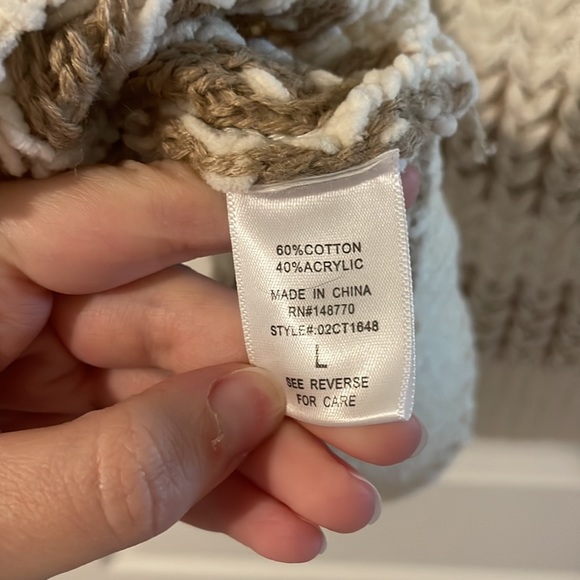 60%COTTON
40%ACRYLIC
MADE IN CHINA
RN#148770
STYLE#:02CT1648
L
SEE REVERSE
FOR CARE